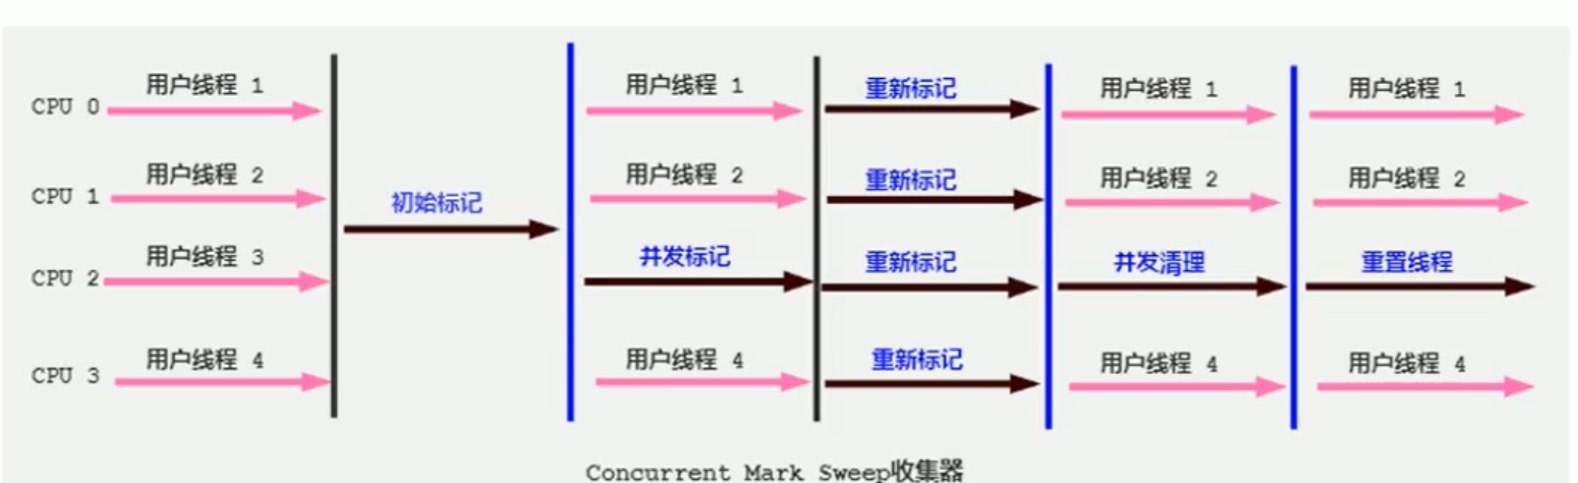 用户线程 1
用户线程 1
重新标记
用户线程 1
用户线程 1
CPU 0
用户线程 2
用户线程 2
重新标记
用户线程 2
用户线程 2
CPU 1
初始标记
用户线程 3
并发标记
重新标记
并发清理
重置线程
CPU 2
用户线程 4
用户线程 4
重新标记
用户线程 4
用户线程 4
CPU 3
Concurrent Mark Sweep收集器